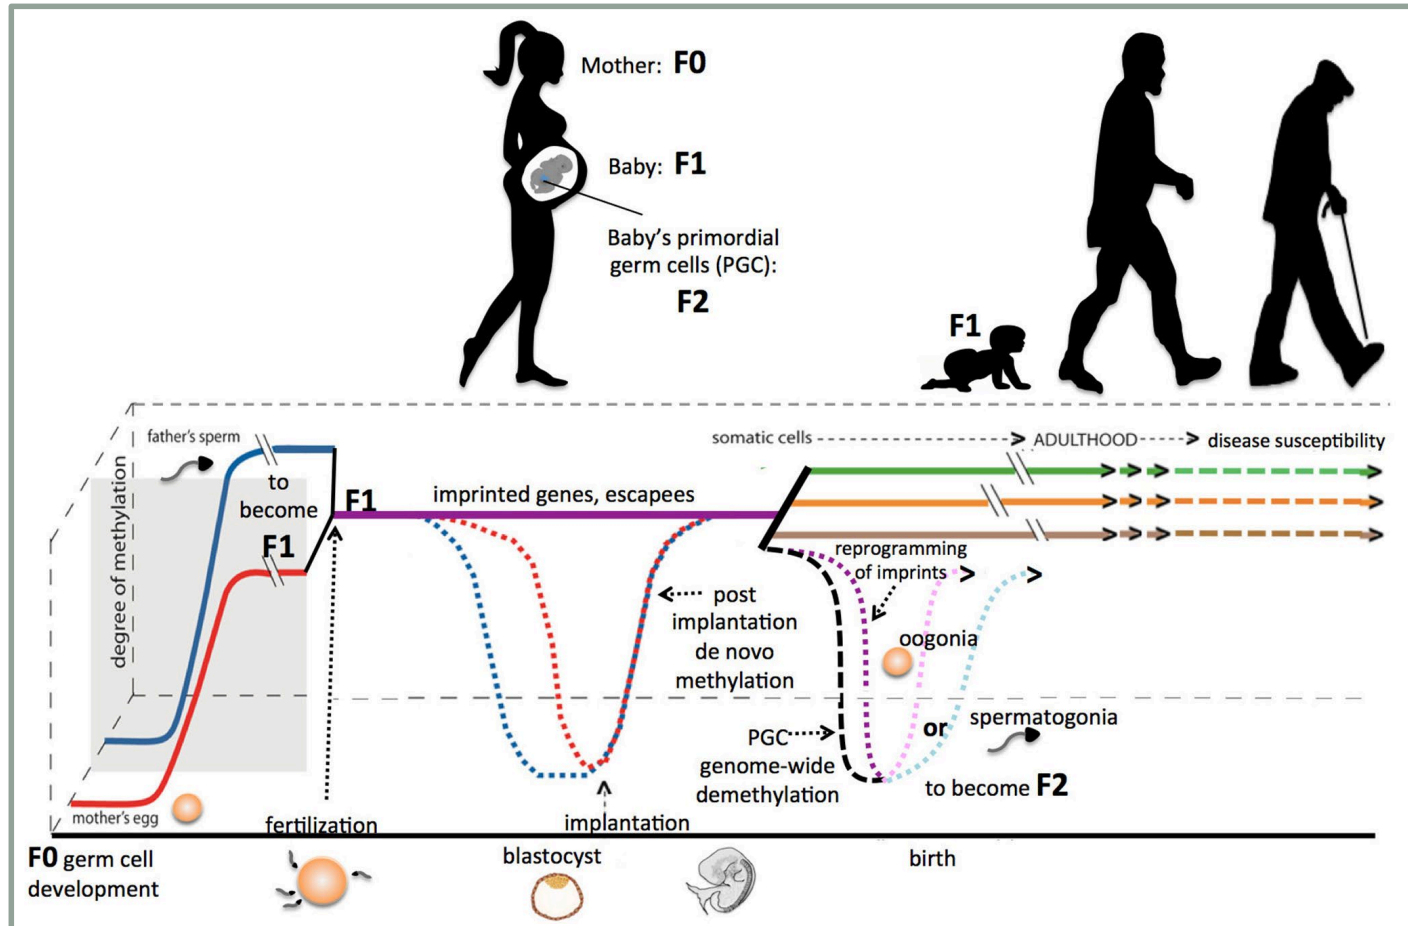 Mother: F0
Baby: F1
Baby's primordial
germ cells (PGC):
F2
F1
degree of methylation
father's sperm
to
become
F1
F1
imprinted genes, escapees
somatic cells
ADULTHOOD
disease susceptibility
reprogramming
of imprints
post
implantation
de novo
methylation
oogonia
or
spermatogonia
PGC
genome-wide
demethylation
to become F2
mother's egg
fertilization
implantation
F0 germ cell
development
blastocyst
birth